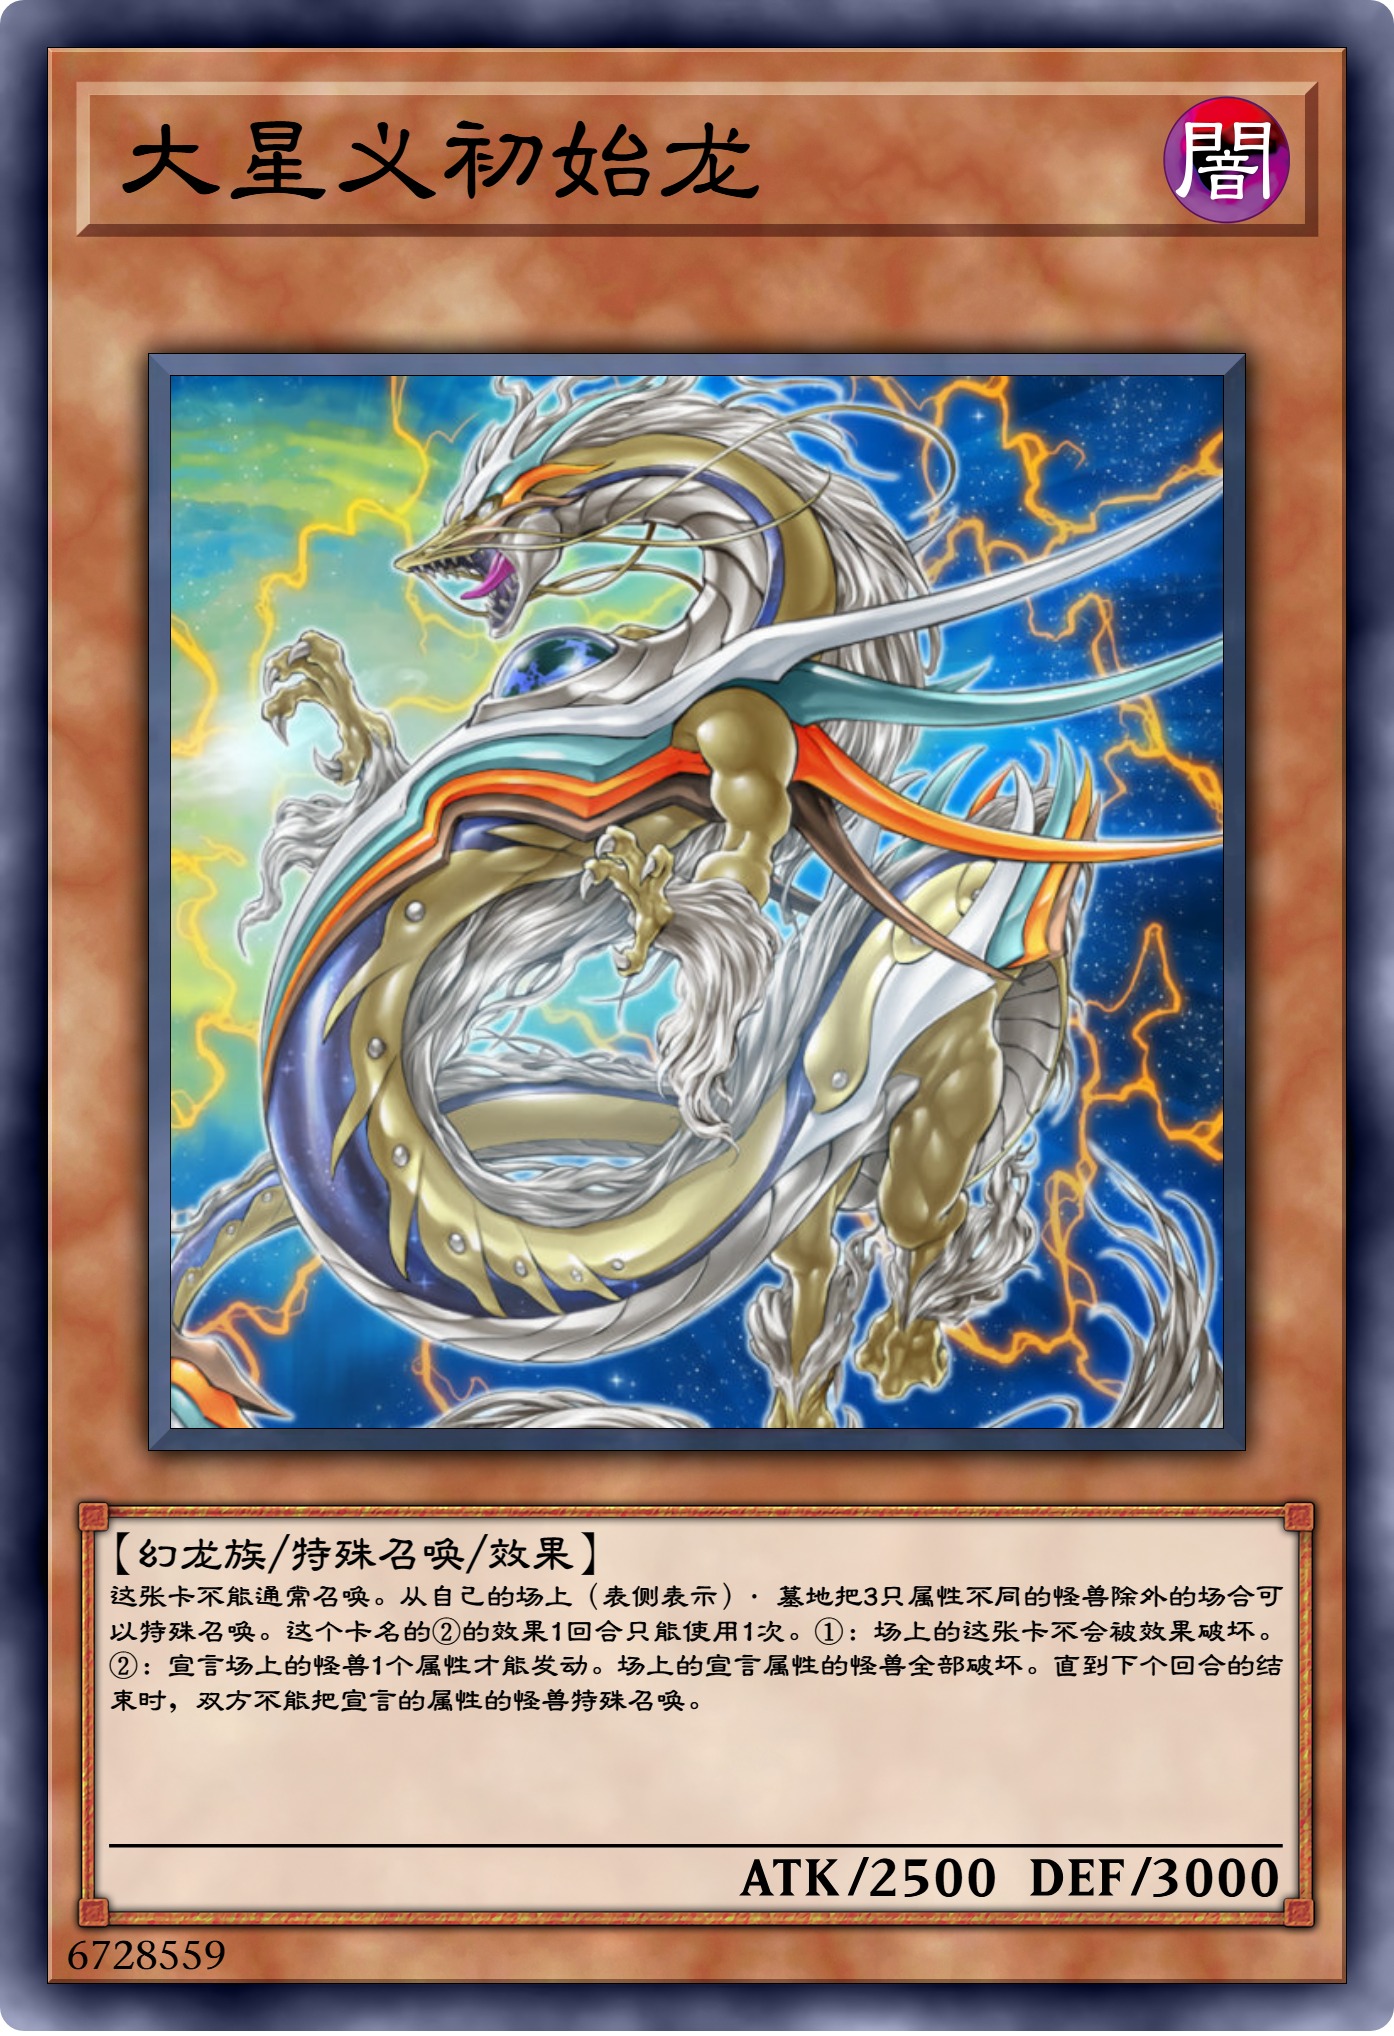 大星义初始龙
闇
【幻龙族/特殊召唤/效果】
这张卡不能通常召唤。从自己的场上（表侧表示）·墓地把3只属性不同的怪兽除外的场合可
以特殊召唤。这个卡名的②的效果1回合只能使用1次。①：场上的这张卡不会被效果破坏。
②：宣言场上的怪兽1个属性才能发动。场上的宣言属性的怪兽全部破坏。直到下个回合的结
束时，双方不能把宣言的属性的怪兽特殊召唤。
ATK/2500 DEF/3000
6728559